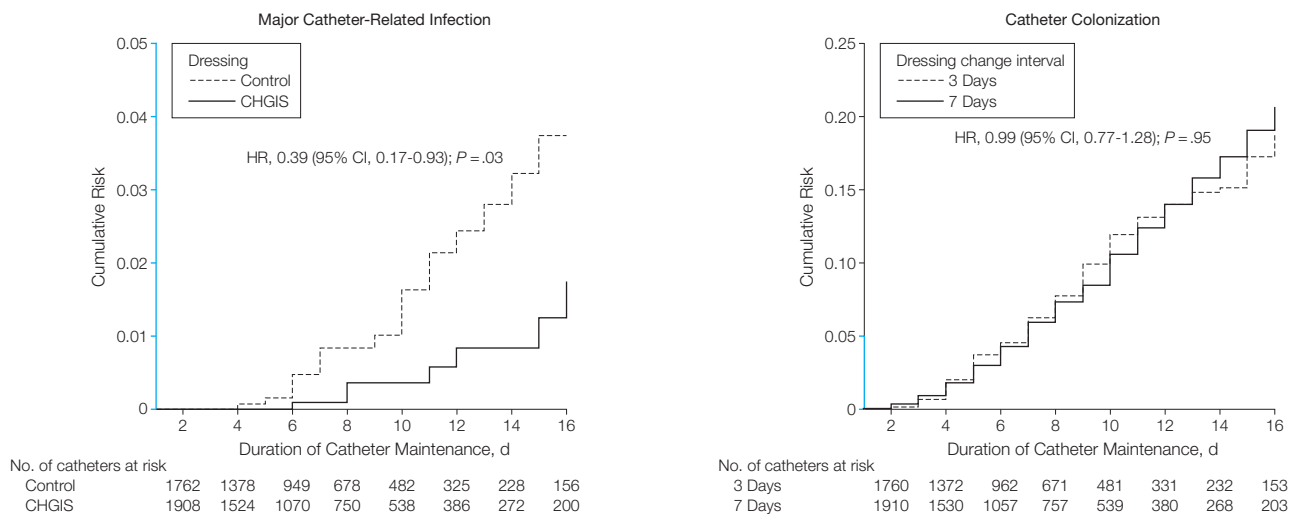 Major Catheter-Related Infection
0.05
0.04
0.03
0.02
0.01
0
Cumulative Risk
Dressing
Control
CHGIS
HR, 0.39 (95% CI, 0.17-0.93); P = .03
2 4 6 8 10 12 14 16
Duration of Catheter Maintenance, d
No. of catheters at risk
Control 1762 1378 949 678 482 325 228 156
CHGIS 1908 1524 1070 750 538 386 272 200
Catheter Colonization
0.25
0.20
0.15
0.10
0.05
0
Cumulative Risk
Dressing change interval
3 Days
7 Days
HR, 0.99 (95% CI, 0.77-1.28); P = .95
2 4 6 8 10 12 14 16
Duration of Catheter Maintenance, d
No. of catheters at risk
3 Days 1760 1372 962 671 481 331 232 153
7 Days 1910 1530 1057 757 539 380 268 203